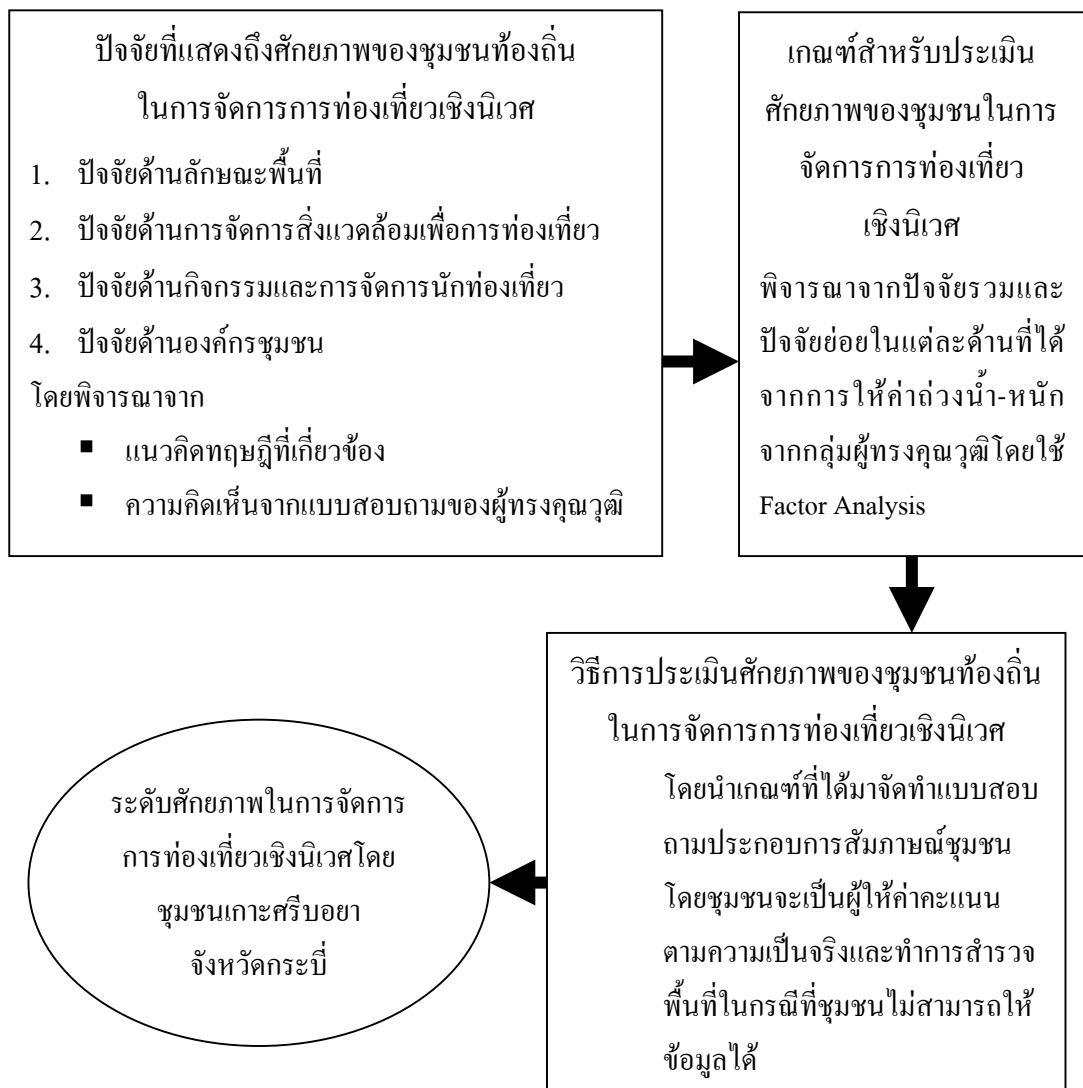 ปัจจัยที่แสดงถึงศักยภาพของชุมชนท้องถิ่น
ในการจัดการการท่องเที่ยวเชิงนิเวศ
1. ปัจจัยด้านลักษณะพื้นที่
2. ปัจจัยด้านการจัดการสิ่งแวดล้อมเพื่อการท่องเที่ยว
3. ปัจจัยด้านกิจกรรมและการจัดการนักท่องเที่ยว
4. ปัจจัยด้านองค์กรชุมชน
โดยพิจารณาจาก
▪ แนวคิดทฤษฎีที่เกี่ยวข้อง
▪ ความคิดเห็นจากแบบสอบถามของผู้ทรงคุณวุฒิ
เกณฑ์สำหรับประเมิน
ศักยภาพของชุมชนในการ
จัดการการท่องเที่ยว
เชิงนิเวศ
พิจารณาจากปัจจัยรวมและ
ปัจจัยย่อยในแต่ละด้านที่ได้
จากการให้ค่าถ่วงน้ำ-หนัก
จากกลุ่มผู้ทรงคุณวุฒิโดยใช้
Factor Analysis
วิธีการประเมินศักยภาพของชุมชนท้องถิ่น
ในการจัดการการท่องเที่ยวเชิงนิเวศ
โดยนำเกณฑ์ที่ได้มาจัดทำแบบสอบ
ถามประกอบการสัมภาษณ์ชุมชน
โดยชุมชนจะเป็นผู้ให้ค่าคะแนน
ตามความเป็นจริงและทำการสำรวจ
พื้นที่ในกรณีที่ชุมชนไม่สามารถให้
ข้อมูลได้
ระดับศักยภาพในการจัดการ
การท่องเที่ยวเชิงนิเวศโดย
ชุมชนเกาะศรีบอยา
จังหวัดกระบี่